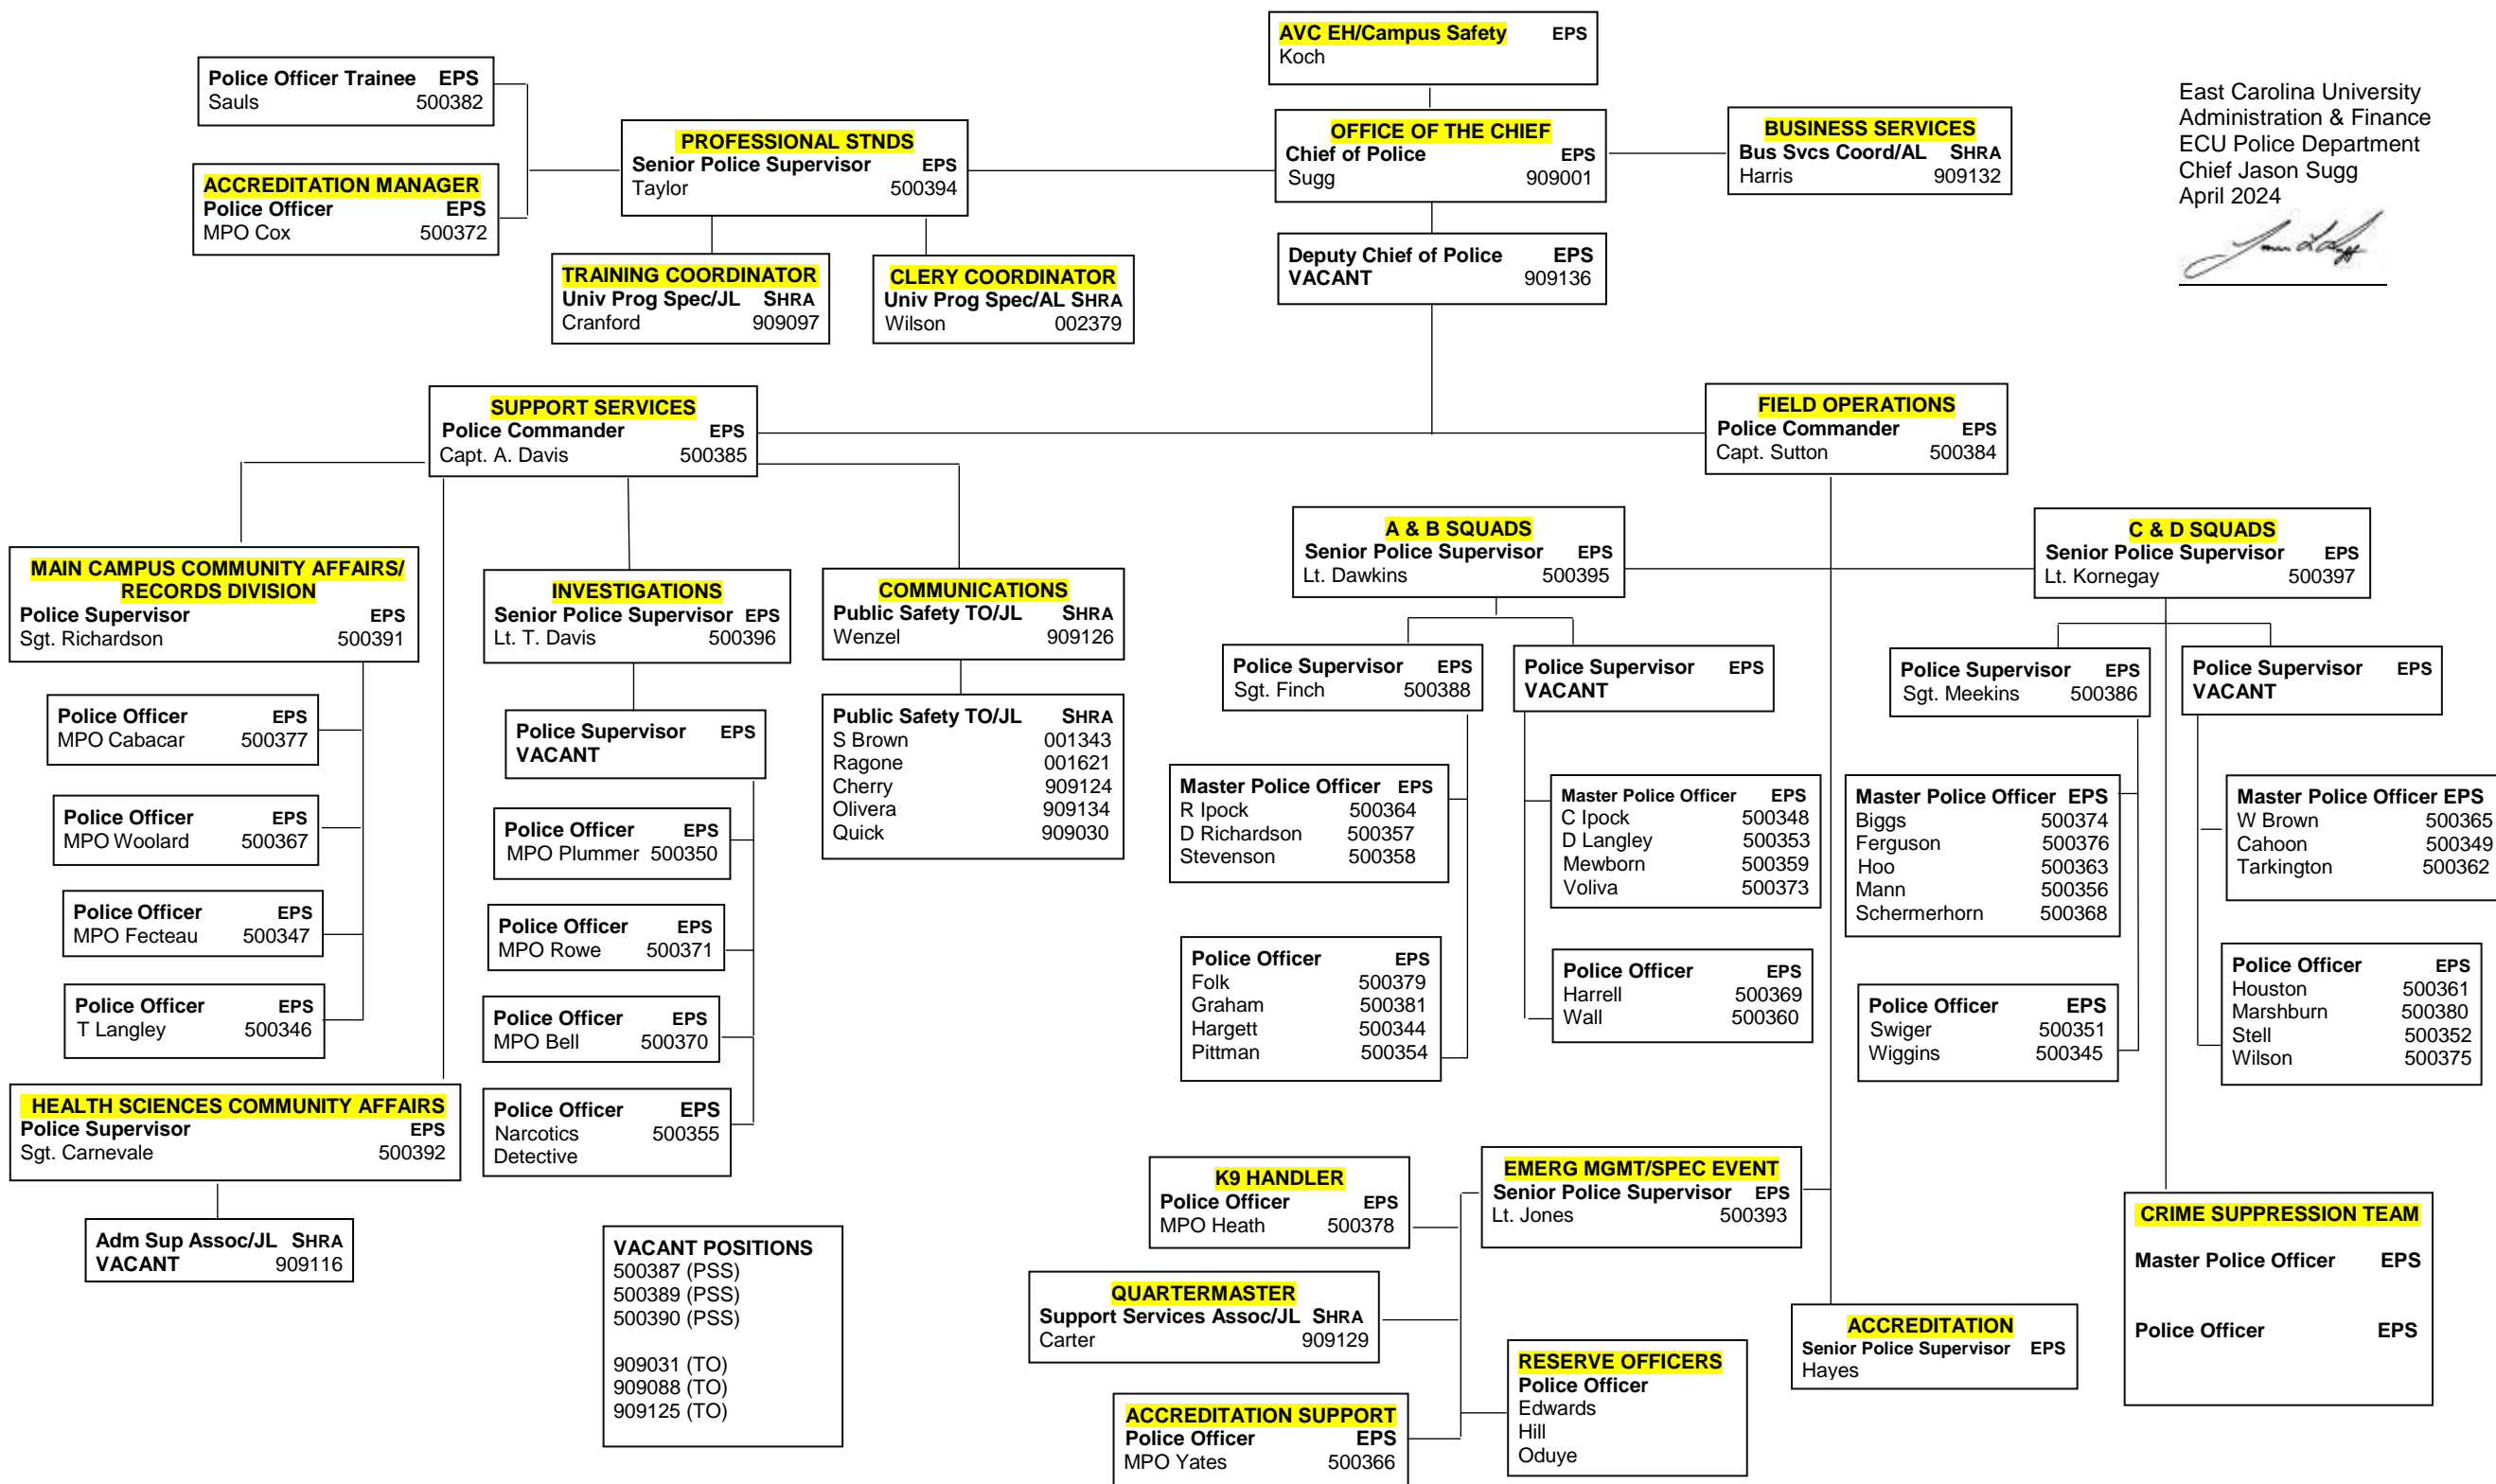 AVC EH/Campus Safety EPS
Koch
East Carolina University
Administration & Finance
ECU Police Department
Chief Jason Sugg
April 2024
Police Officer Trainee EPS
Sauls 500382
ACCREDITATION MANAGER
Police Officer EPS
MPO Cox 500372
PROFESSIONAL STNDS
Senior Police Supervisor EPS
Taylor 500394
OFFICE OF THE CHIEF
Chief of Police EPS
Sugg 909001
BUSINESS SERVICES
Bus Svcs Coord/AL SHRA
Harris 909132
TRAINING COORDINATOR
Univ Prog Spec/JL SHRA
Cranford 909097
CLERY COORDINATOR
Univ Prog Spec/AL SHRA
Wilson 002379
Deputy Chief of Police EPS
VACANT 909136
SUPPORT SERVICES
Police Commander EPS
Capt. A. Davis 500385
FIELD OPERATIONS
Police Commander EPS
Capt. Sutton 500384
MAIN CAMPUS COMMUNITY AFFAIRS/
RECORDS DIVISION
Police Supervisor EPS
Sgt. Richardson 500391
Police Officer EPS
MPO Cabacar 500377
Police Officer EPS
MPO Woolard 500367
Police Officer EPS
MPO Fecteau 500347
Police Officer EPS
T Langley 500346
HEALTH SCIENCES COMMUNITY AFFAIRS
Police Supervisor EPS
Sgt. Carnevale 500392
Adm Sup Assoc/JL SHRA
VACANT 909116
INVESTIGATIONS
Senior Police Supervisor EPS
Lt. T. Davis 500396
Police Supervisor EPS
VACANT
Police Officer EPS
MPO Plummer 500350
Police Officer EPS
MPO Rowe 500371
Police Officer EPS
MPO Bell 500370
Police Officer EPS
Narcotics 500355
Detective
COMMUNICATIONS
Public Safety TO/JL SHRA
Wenzel 909126
Public Safety TO/JL SHRA
S Brown 001343
Ragone 001621
Cherry 909124
Olivera 909134
Quick 909030
VACANT POSITIONS
500387 (PSS)
500389 (PSS)
500390 (PSS)
909031 (TO)
909088 (TO)
909125 (TO)
A & B SQUADS
Senior Police Supervisor EPS
Lt. Dawkins 500395
Police Supervisor EPS
Sgt. Finch 500388
Master Police Officer EPS
R Ipock 500364
D Richardson 500357
Stevenson 500358
Police Officer EPS
Folk 500379
Graham 500381
Hargett 500344
Pittman 500354
Police Supervisor EPS
VACANT
Master Police Officer EPS
C Ipock 500348
D Langley 500353
Mewborn 500359
Voliva 500373
Police Officer EPS
Harrell 500369
Wall 500360
C & D SQUADS
Senior Police Supervisor EPS
Lt. Kornegay 500397
Police Supervisor EPS
Sgt. Meekins 500386
Master Police Officer EPS
Biggs 500374
Ferguson 500376
Hoo 500363
Mann 500356
Schermerhorn 500368
Police Officer EPS
Swiger 500351
Wiggins 500345
Police Supervisor EPS
VACANT
Master Police Officer EPS
W Brown 500365
Cahoon 500349
Tarkington 500362
Police Officer EPS
Houston 500361
Marshburn 500380
Stell 500352
Wilson 500375
K9 HANDLER
Police Officer EPS
MPO Heath 500378
EMERG MGMT/SPEC EVENT
Senior Police Supervisor EPS
Lt. Jones 500393
QUARTERMASTER
Support Services Assoc/JL SHRA
Carter 909129
ACCREDITATION SUPPORT
Police Officer EPS
MPO Yates 500366
RESERVE OFFICERS
Police Officer
Edwards
Hill
Oduye
ACCREDITATION
Senior Police Supervisor EPS
Hayes
CRIME SUPPRESSION TEAM
Master Police Officer EPS
Police Officer EPS